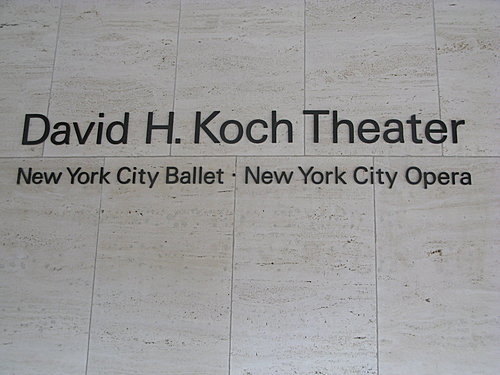 David H. Koch Theater
New York City Ballet · New York City Opera